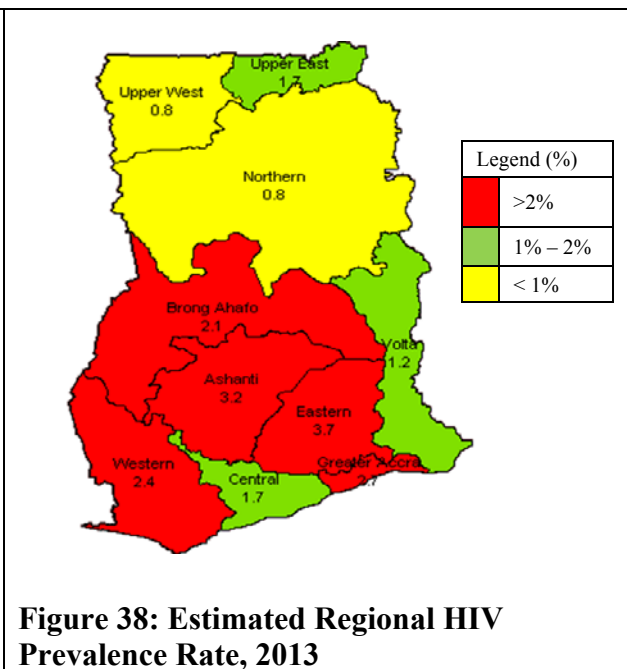 Upper East
1.7
Upper West
0.8
Northern
0.8
Legend (%)
>2%
1% – 2%
< 1%
Brong Ahafo
2.1
Volta
1.2
Ashanti
3.2
Eastern
3.7
Western
2.4
Greater Accra
2.7
Central
1.7
Figure 38: Estimated Regional HIV
Prevalence Rate, 2013